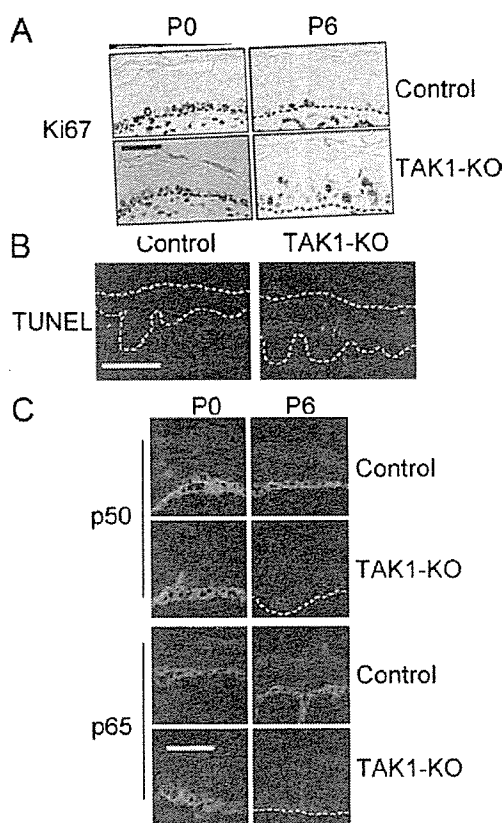 A
P0 P6
Ki67
Control
TAK1-KO
B
Control TAK1-KO
TUNEL
C
P0 P6
p50
Control
TAK1-KO
p65
Control
TAK1-KO